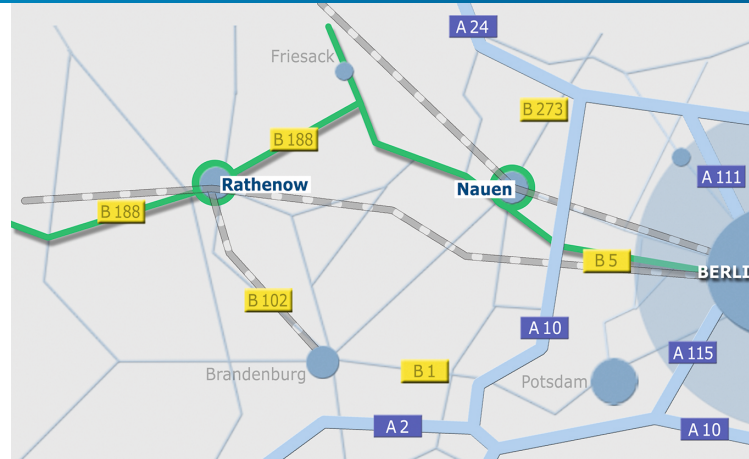 A 24
Friesack
B 273
B 188
A 111
Rathenow
Nauen
B 188
B 5
BERLI
B 102
A 10
A 115
Brandenburg
B 1
Potsdam
A 2
A 10